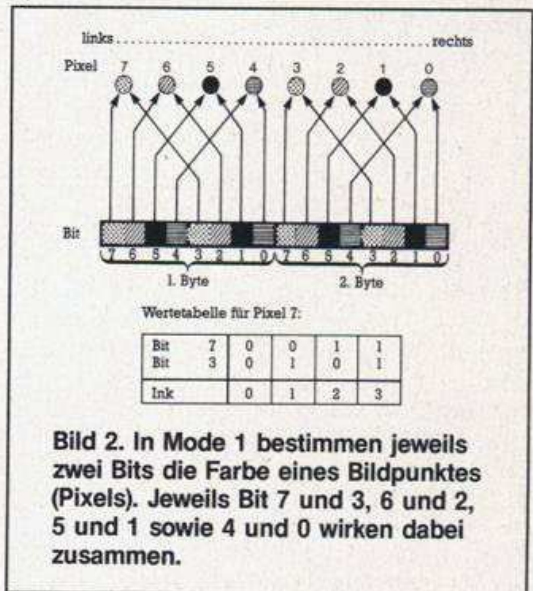 links......................................................rechts
Pixel 7 6 5 4 3 2 1 0
Bit
7 6 5 4 3 2 1 0 7 6 5 4 3 2 1 0
1. Byte 2. Byte
Wertetabelle für Pixel 7:
Bit 7 0 0 1 1
Bit 3 0 1 0 1
Ink 0 1 2 3
Bild 2. In Mode 1 bestimmen jeweils
zwei Bits die Farbe eines Bildpunktes
(Pixels). Jeweils Bit 7 und 3, 6 und 2,
5 und 1 sowie 4 und 0 wirken dabei
zusammen.